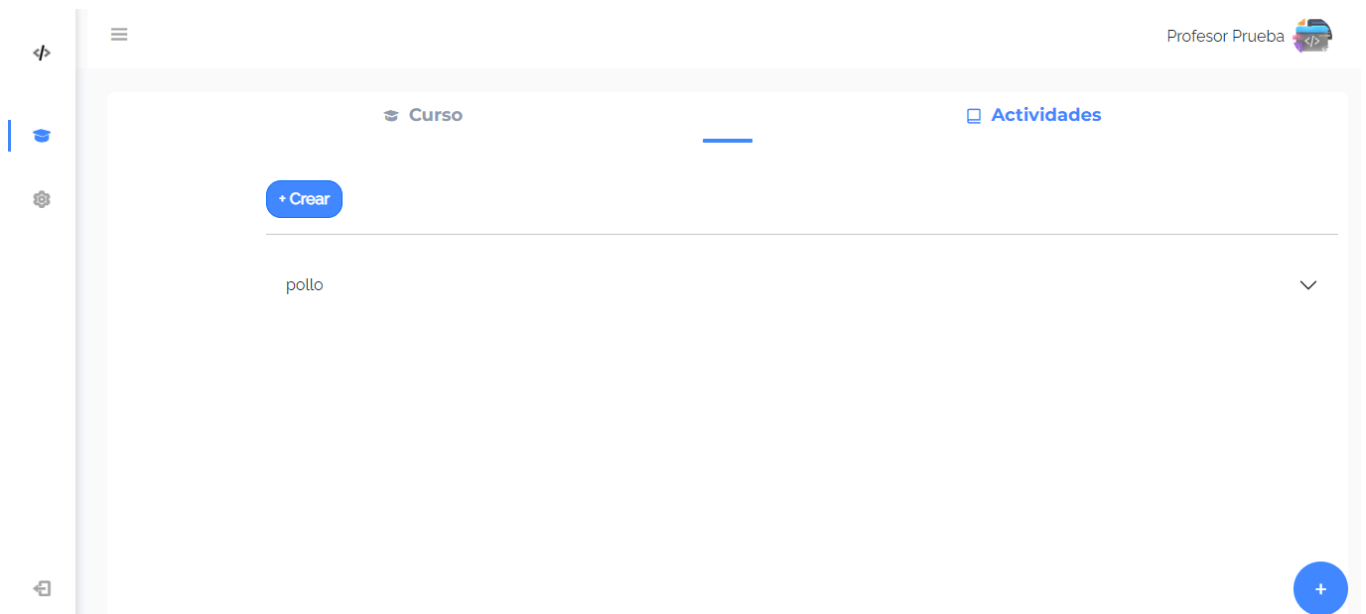 </>
Profesor Prueba
Curso
Actividades
+ Crear
pollo
+